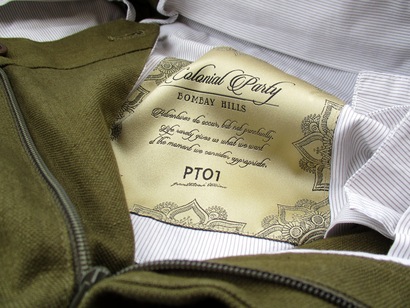 Colonial Party
BOMBAY HILLS
Adventures do occur, but not punctually.
Life rarely gives us what we want
at the moment we consider appropriate.
PT01